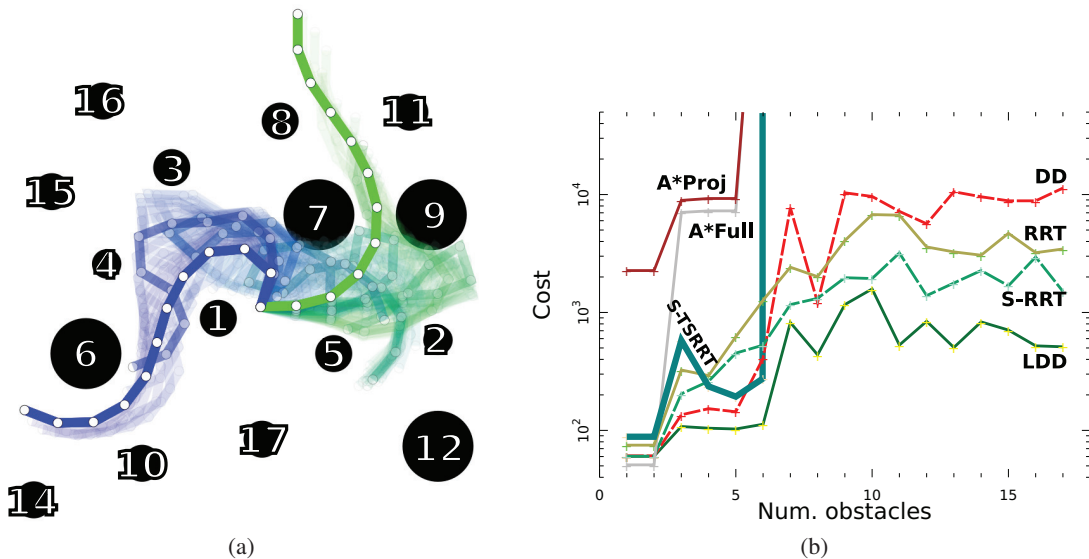 16
11
8
3
15
7
9
4
1
6
5
2
17
10
12
14
(a)
Cost
10^4
10^3
10^2
A*Proj
A*Full
S-TSRRT
DD
RRT
S-RRT
LDD
0
5
10
15
Num. obstacles
(b)